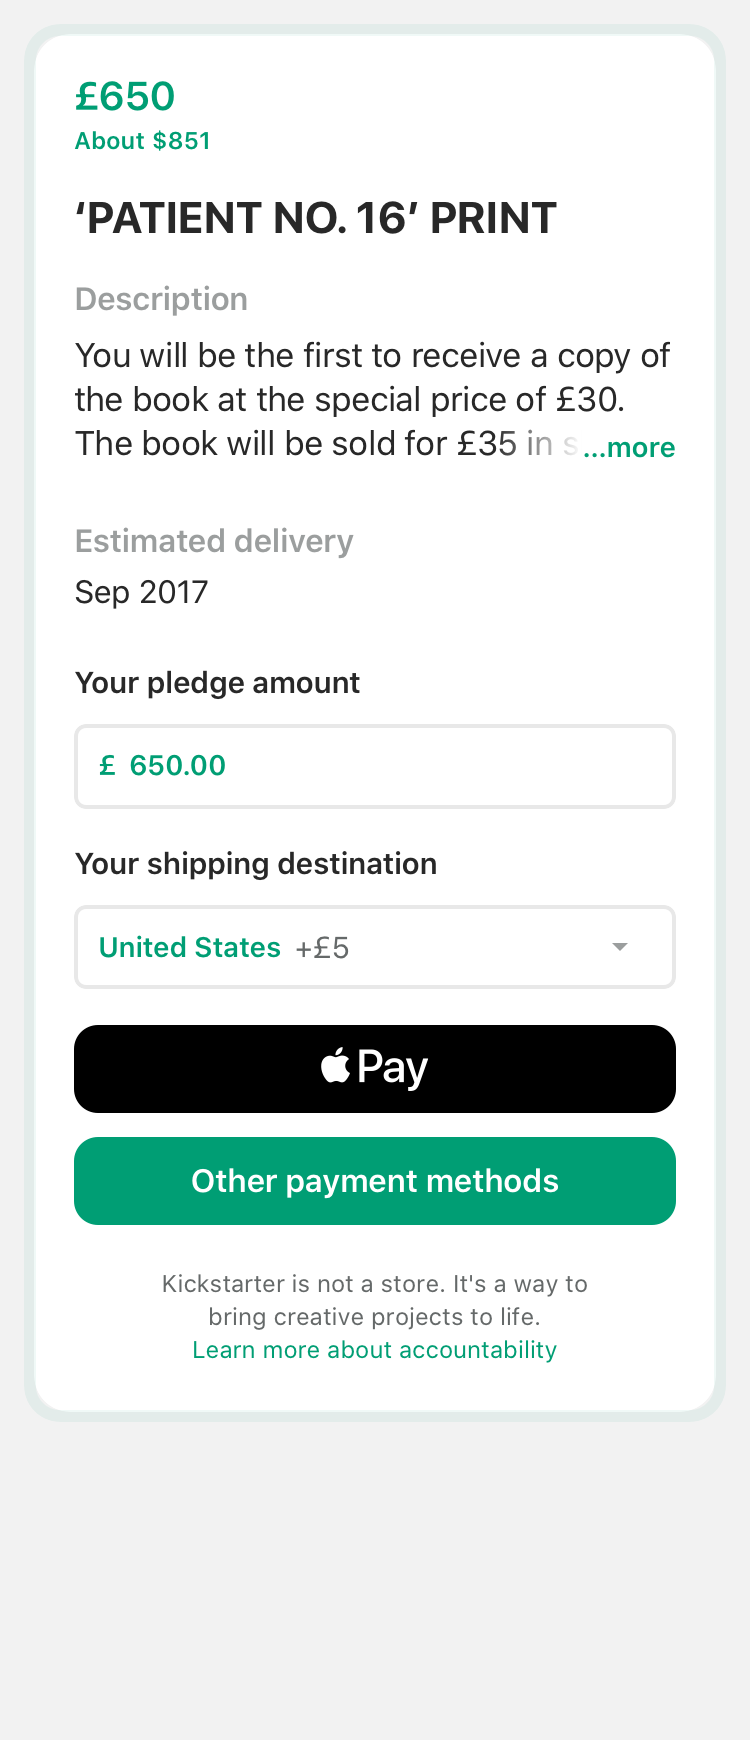 £650
About $851
‘PATIENT NO. 16’ PRINT
Description
You will be the first to receive a copy of
the book at the special price of £30.
The book will be sold for £35 in s...more
Estimated delivery
Sep 2017
Your pledge amount
£ 650.00
Your shipping destination
United States +£5
Pay
Other payment methods
Kickstarter is not a store. It's a way to
bring creative projects to life.
Learn more about accountability